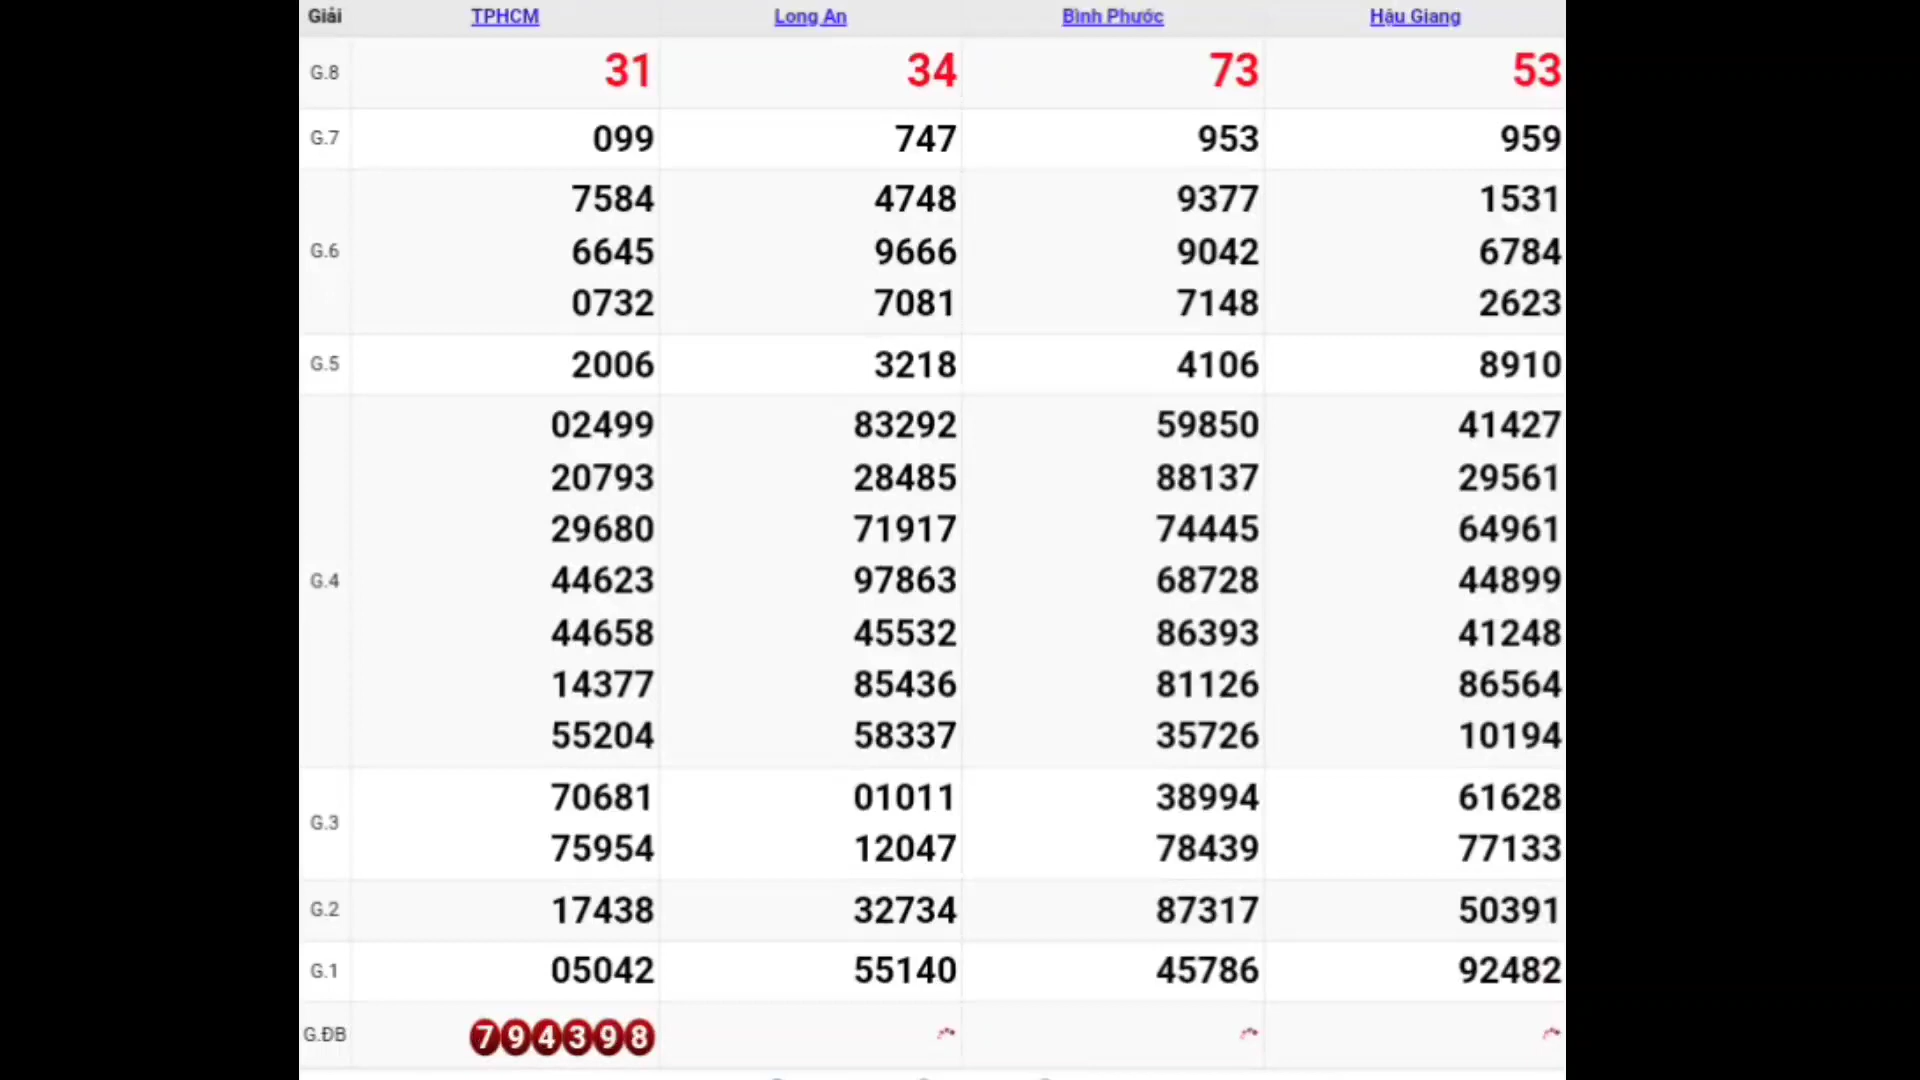 Giải TPHCM Long An Bình Phước Hậu Giang
G.8 31 34 73 53
G.7 099 747 953 959
7584 4748 9377 1531
G.6 6645 9666 9042 6784
0732 7081 7148 2623
G.5 2006 3218 4106 8910
02499 83292 59850 41427
20793 28485 88137 29561
29680 71917 74445 64961
G.4 44623 97863 68728 44899
44658 45532 86393 41248
14377 85436 81126 86564
55204 58337 35726 10194
G.3 70681 01011 38994 61628
75954 12047 78439 77133
G.2 17438 32734 87317 50391
G.1 05042 55140 45786 92482
G.ĐB 794398